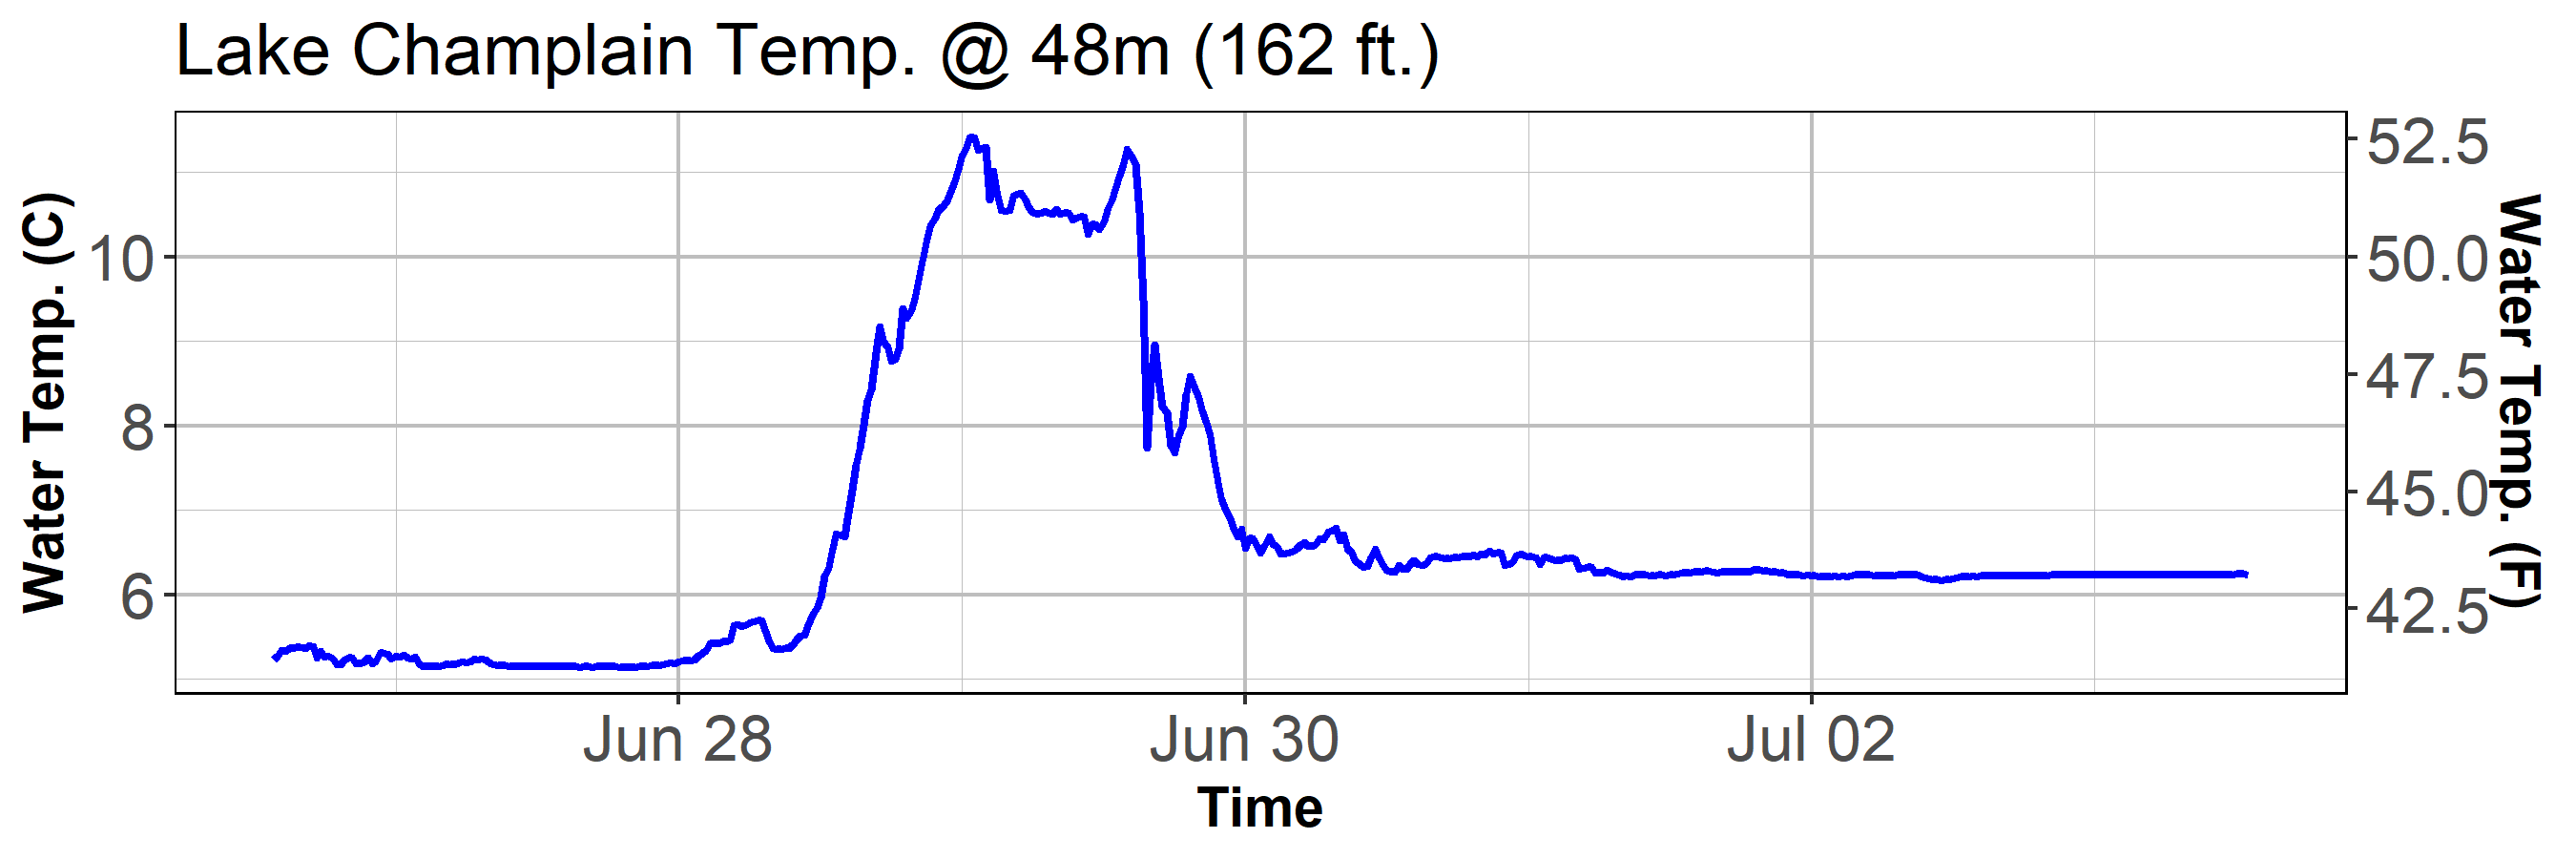 Lake Champlain Temp. @ 48m (162 ft.)
Water Temp. (C)
10
8
6
52.5
50.0
47.5
45.0
42.5
Water Temp. (F)
Jun 28
Jun 30
Jul 02
Time